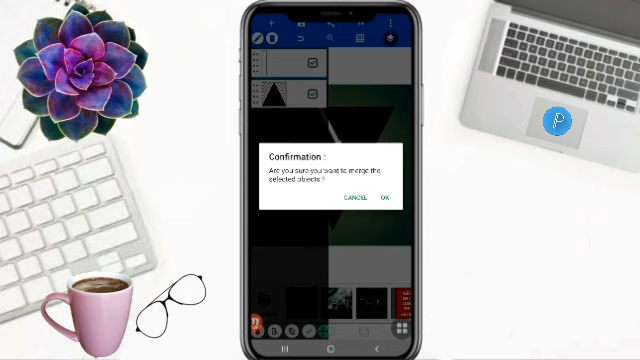 Confirmation :
Are you sure you want to merge the
selected objects ?
CANCEL OK